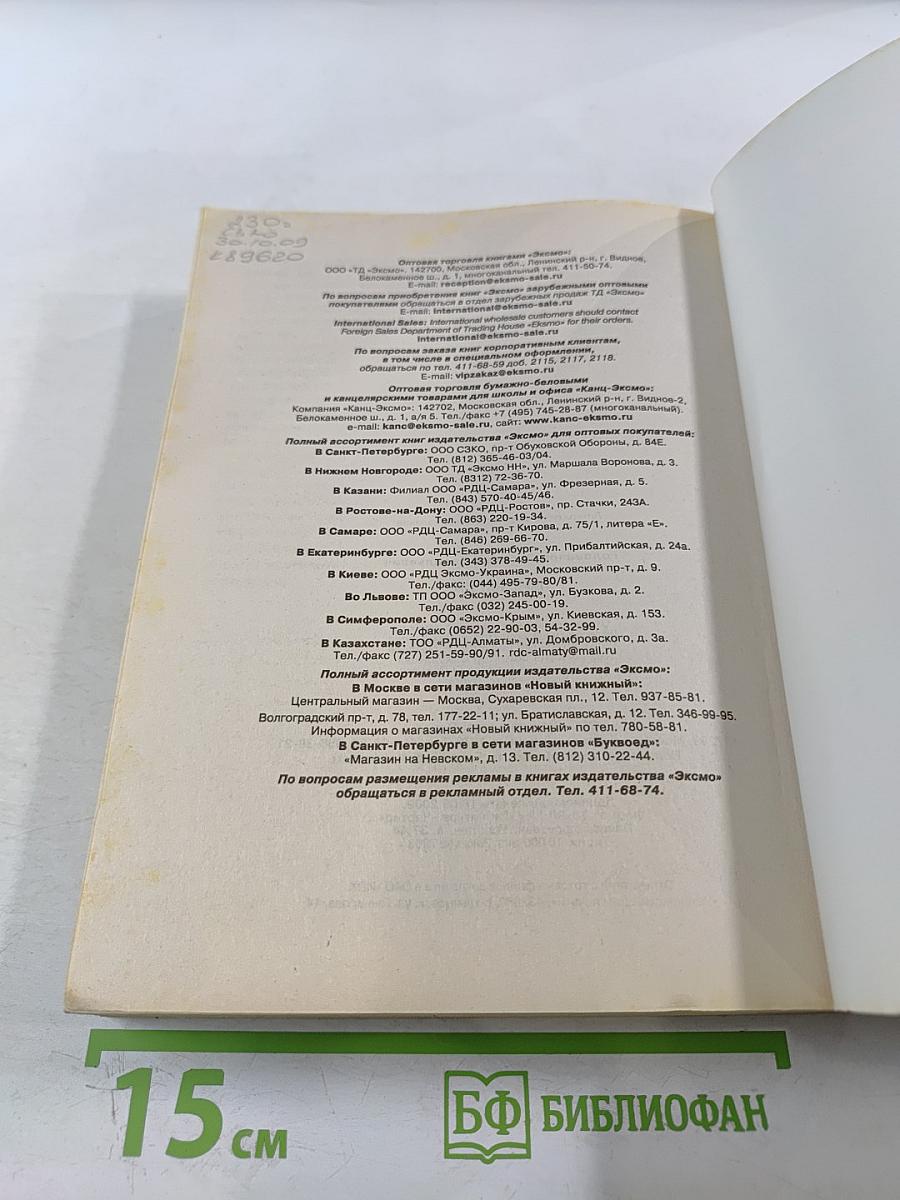 230=
30.10.09
189620
Оптовая торговля книгами «Эксмо»:
ООО «ТД «Эксмо». 142700, Московская обл., Ленинский р-н, г. Видное,
Белокаменное ш., д. 1, многоканальный тел. 411-50-74.
E-mail: reception@eksmo-sale.ru
По вопросам приобретения книг «Эксмо» зарубежными оптовыми
покупателями обращаться в отдел зарубежных продаж ТД «Эксмо»
E-mail: international@eksmo-sale.ru
International Sales: International wholesale customers should contact
Foreign Sales Department of Trading House «Eksmo» for their orders.
international@eksmo-sale.ru
По вопросам заказа книг корпоративным клиентам,
в том числе в специальном оформлении,
обращаться по тел. 411-68-59 доб. 2115, 2117, 2118.
E-mail: vipzakaz@eksmo.ru
Оптовая торговля бумажно-беловыми
и канцелярскими товарами для школы и офиса «Канц-Эксмо»:
Компания «Канц-Эксмо»: 142702, Московская обл., Ленинский р-н, г. Видное-2,
Белокаменное ш., д. 1, а/я 5. Тел./факс +7 (495) 745-28-87 (многоканальный).
e-mail: kanc@eksmo-sale.ru, сайт: www.kanc-eksmo.ru
Полный ассортимент книг издательства «Эксмо» для оптовых покупателей:
В Санкт-Петербурге: ООО СЗКО, пр-т Обуховской Обороны, д. 84Е.
Тел. (812) 365-46-03/04.
В Нижнем Новгороде: ООО ТД «Эксмо НН», ул. Маршала Воронова, д. 3.
Тел. (8312) 72-36-70.
В Казани: Филиал ООО «РДЦ-Самара», ул. Фрезерная, д. 5.
Тел. (843) 570-40-45/46.
В Ростове-на-Дону: ООО «РДЦ-Ростов», пр. Стачки, 243А.
Тел. (863) 220-19-34.
В Самаре: ООО «РДЦ-Самара», пр-т Кирова, д. 75/1, литера «Е».
Тел. (846) 269-66-70.
В Екатеринбурге: ООО «РДЦ-Екатеринбург», ул. Прибалтийская, д. 24а.
Тел. (343) 378-49-45.
В Киеве: ООО «РДЦ Эксмо-Украина», Московский пр-т, д. 9.
Тел./факс: (044) 495-79-80/81.
Во Львове: ТП ООО «Эксмо-Запад», ул. Бузкова, д. 2.
Тел./факс (032) 245-00-19.
В Симферополе: ООО «Эксмо-Крым», ул. Киевская, д. 153.
Тел./факс (0652) 22-90-03, 54-32-99.
В Казахстане: ТОО «РДЦ-Алматы», ул. Домбровского, д. 3а.
Тел./факс (727) 251-59-90/91. rdc-almaty@mail.ru
Полный ассортимент продукции издательства «Эксмо»:
В Москве в сети магазинов «Новый книжный»:
Центральный магазин — Москва, Сухаревская пл., 12. Тел. 937-85-81.
Волгоградский пр-т, д. 78, тел. 177-22-11; ул. Братиславская, д. 12. Тел. 346-99-95.
Информация о магазинах «Новый книжный» по тел. 780-58-81.
В Санкт-Петербурге в сети магазинов «Буквоед»:
«Магазин на Невском», д. 13. Тел. (812) 310-22-44.
По вопросам размещения рекламы в книгах издательства «Эксмо»
обращаться в рекламный отдел. Тел. 411-68-74.
15 см
БФ БИБЛИОФАН